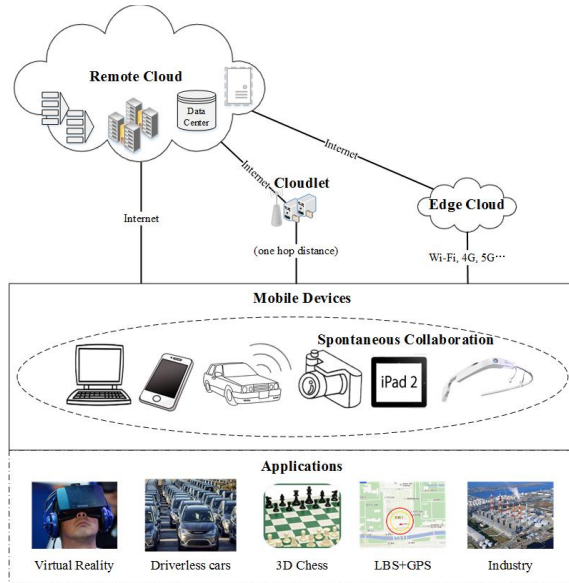 Remote Cloud
Data
Center
Internet
Internet
Internet
Cloudlet
Edge Cloud
(one hop distance)
Wi-Fi, 4G, 5G…
Mobile Devices
Spontaneous Collaboration
iPad 2
Applications
Virtual Reality
Driverless cars
3D Chess
LBS+GPS
Industry